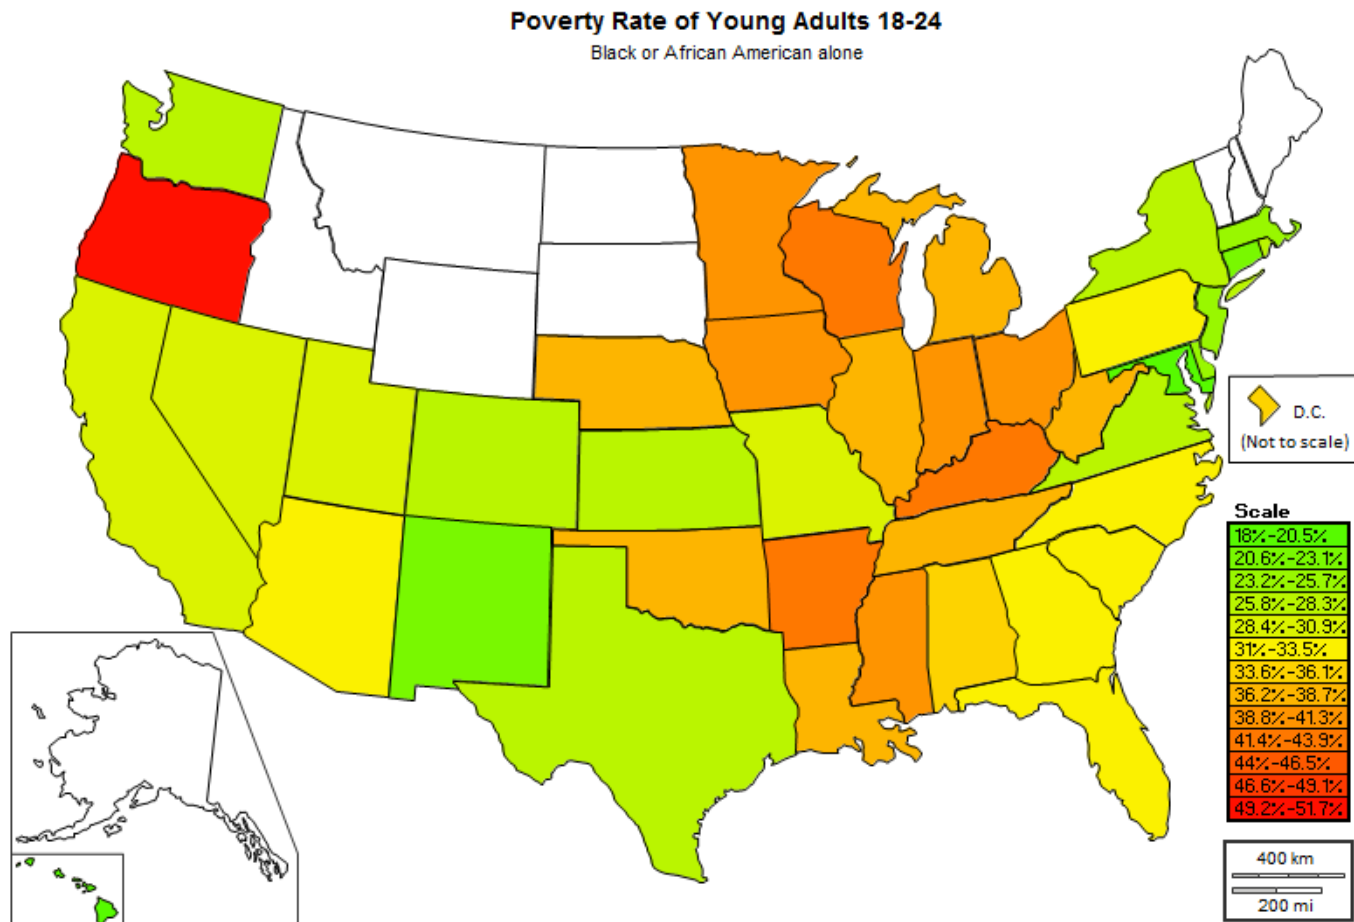 Poverty Rate of Young Adults 18-24
Black or African American alone
D.C.
(Not to scale)
Scale
18%-20.5%
20.6%-23.1%
23.2%-25.7%
25.8%-28.3%
28.4%-30.9%
31%-33.5%
33.6%-36.1%
36.2%-38.7%
38.8%-41.3%
41.4%-43.9%
44%-46.5%
46.6%-49.1%
49.2%-51.7%
400 km
200 mi